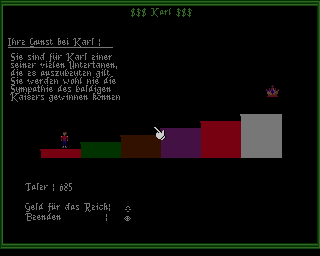 $$$ Karl $$$
Ihre Gunst bei Karl :
Sie sind für Karl einer
seiner vielen Untertanen,
die es auszubeuten gilt.
Sie werden wohl nie die
Sympathie des baldigen
Kaisers gewinnen können
Taler : 685
Geld für das Reich:
Beenden :